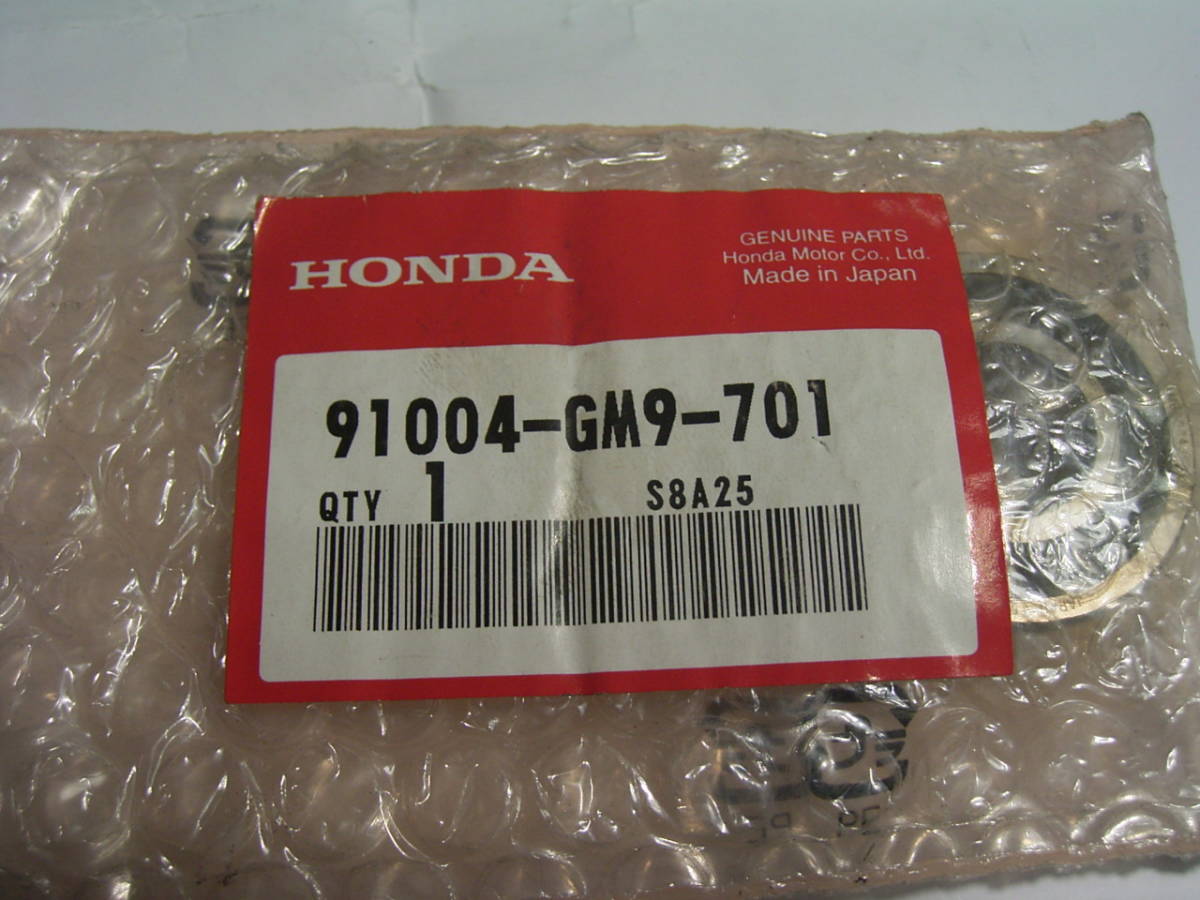 HONDA
GENUINE PARTS
Honda Motor Co., Ltd.
Made in Japan
91004-GM9-701
QTY 1 S8A25